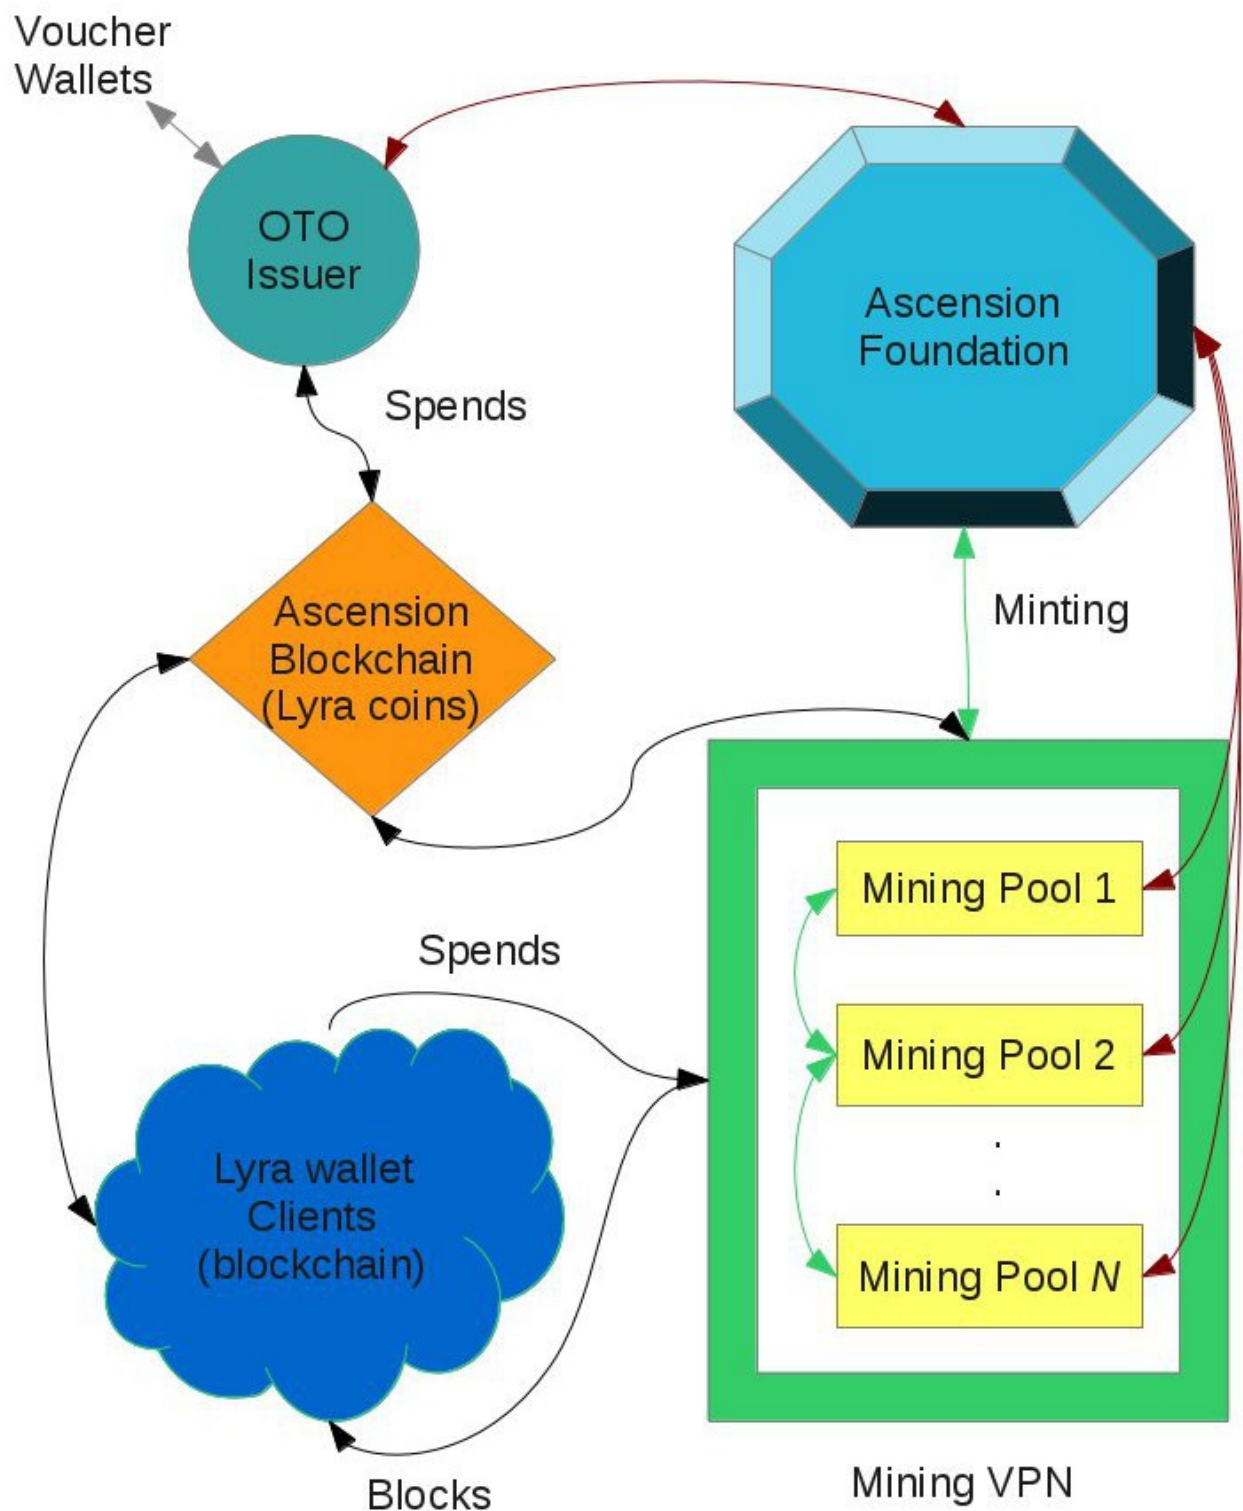 Voucher
Wallets
OTO
Issuer
Ascension
Foundation
Spends
Ascension
Blockchain
(Lyra coins)
Minting
Mining Pool 1
Spends
Mining Pool 2
.
.
Lyra wallet
Clients
(blockchain)
Mining Pool N
Mining VPN
Blocks